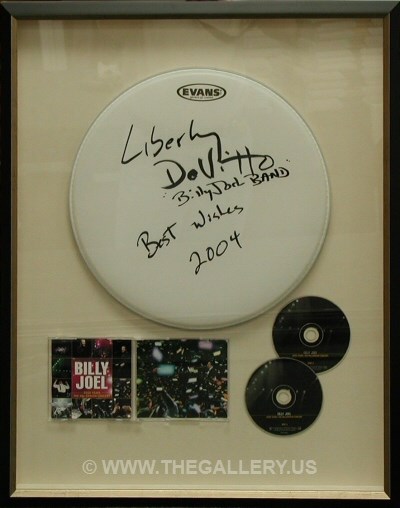 EVANS
Liberty
DeVitto
"Billy Joel BAND"
Best Wishes
2004
BILLY
JOEL
© WWW.THEGALLERY.US